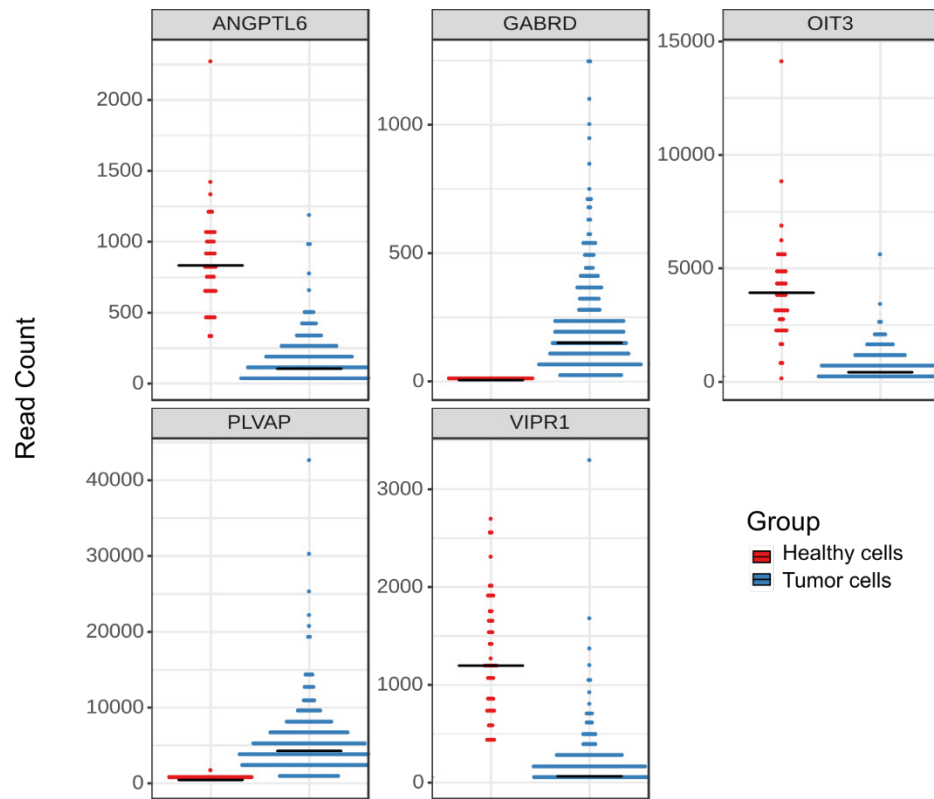 ANGPTL6
GABRD
OIT3
2000
1500
1000
500
0
1000
500
0
15000
10000
5000
0
Read Count
PLVAP
VIPR1
40000
30000
20000
10000
0
3000
2000
1000
0
Group
Healthy cells
Tumor cells